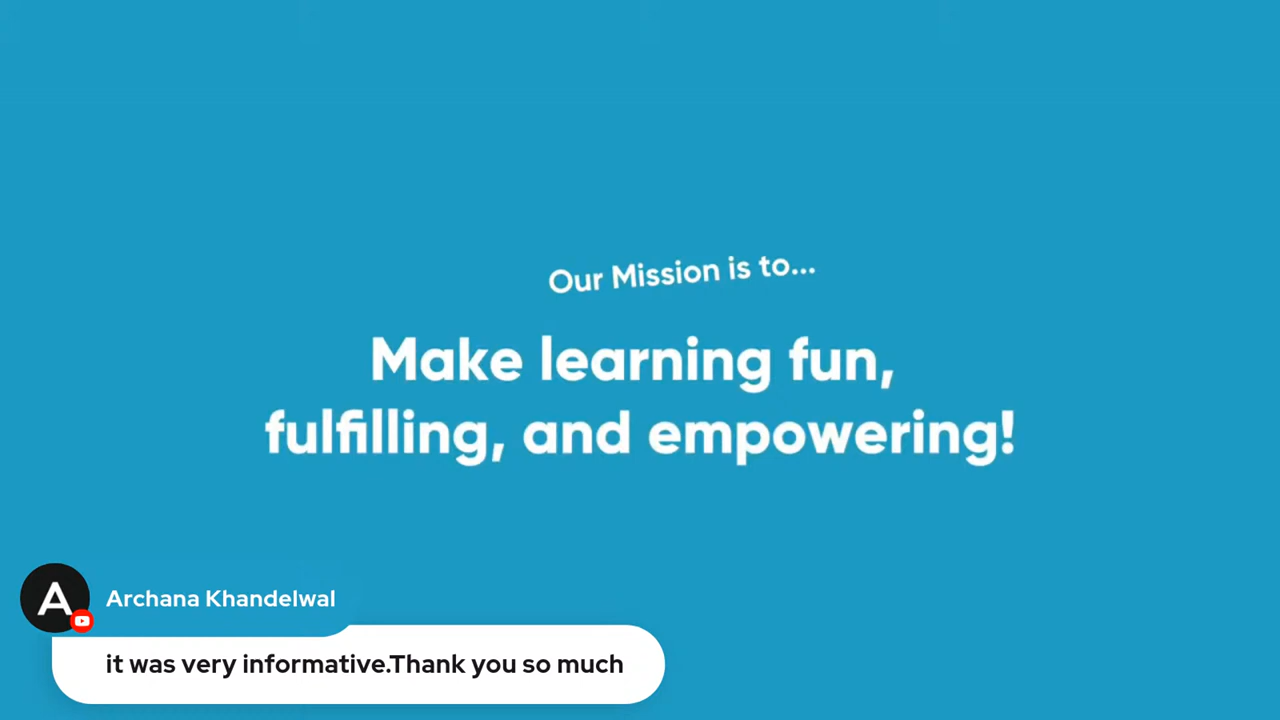 Our Mission is to...
Make learning fun,
fulfilling, and empowering!
A
Archana Khandelwal
it was very informative.Thank you so much